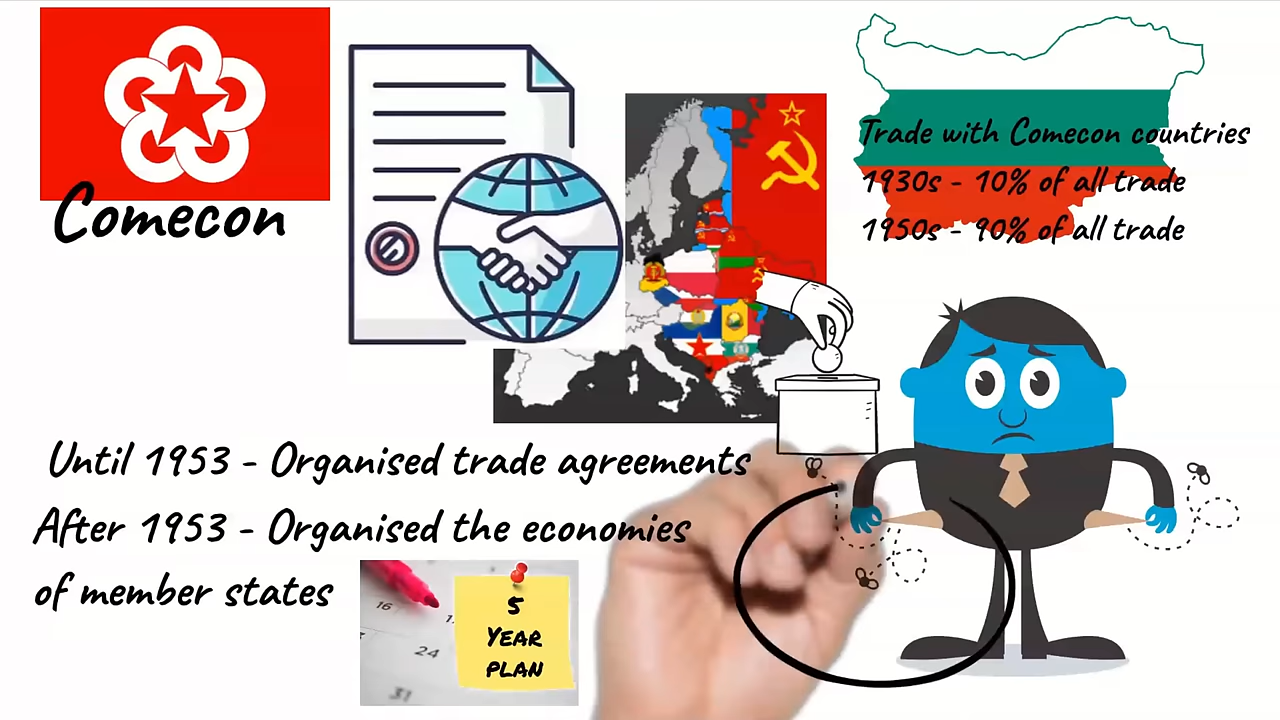 Comecon
Trade with Comecon countries
1930s - 10% of all trade
1950s - 90% of all trade
Until 1953 - Organised trade agreements
After 1953 - Organised the economies
of member states
16
24
31
5
YEAR
PLAN